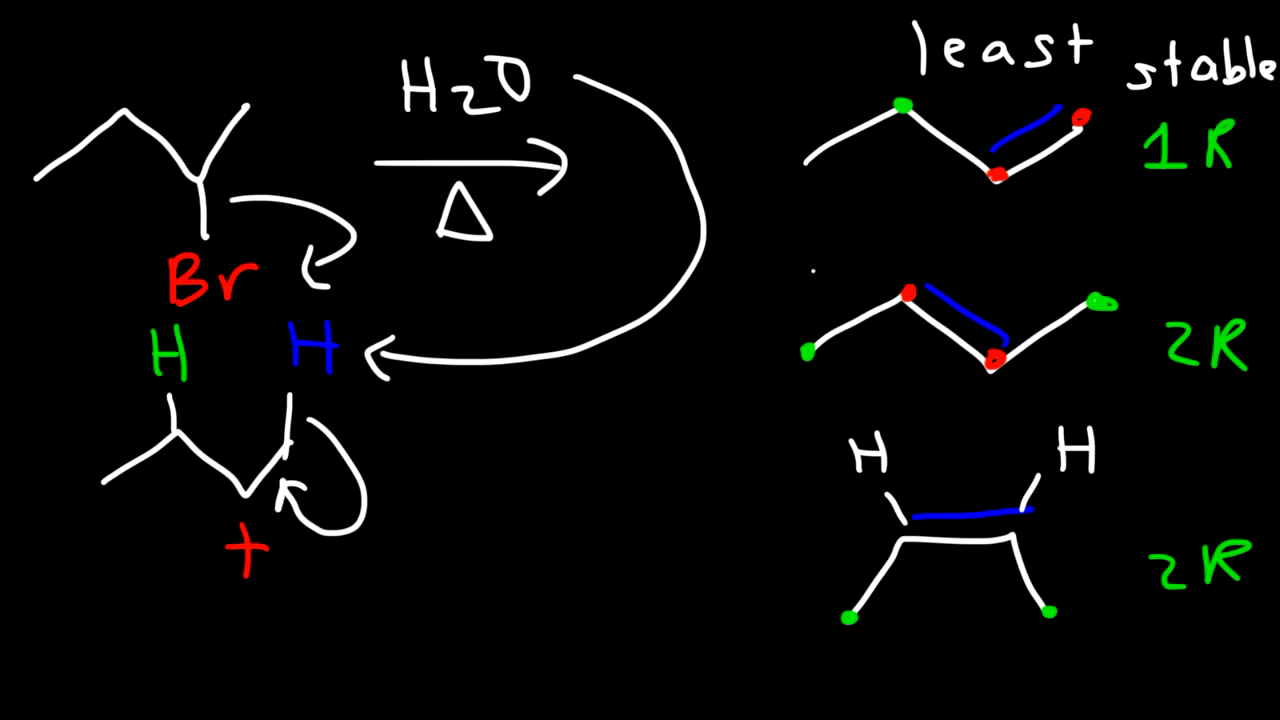 least stable
H2O
Δ
1R
Br
H H
2R
H H
+
2R